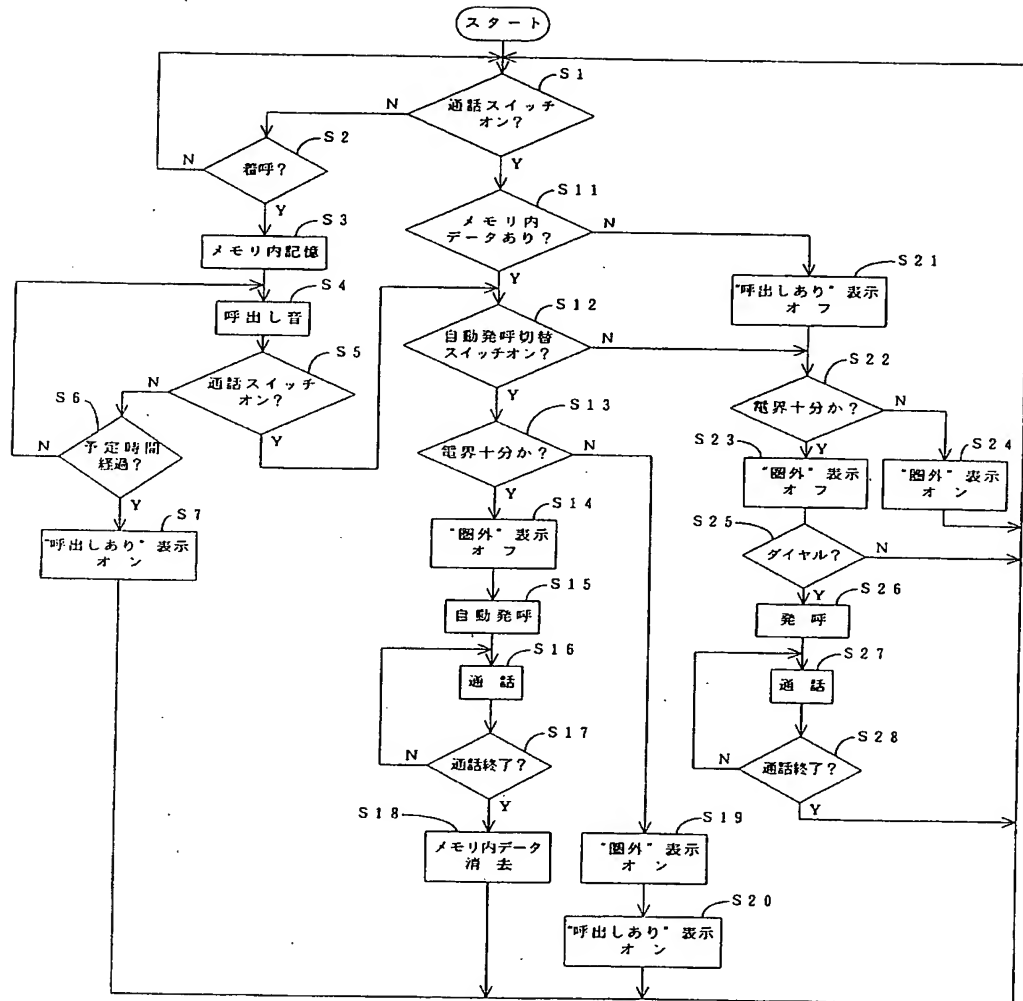 スタート
S1
通話スイッチ
オン?
N
Y
S2
着呼?
N
Y
S3
メモリ内記憶
S4
呼出し音
S5
通話スイッチ
オン?
N
Y
S6
予定時間
経過?
N
Y
S7
"呼出しあり"表示
オン
S11
メモリ内
データあり?
N
Y
S12
自動発呼切替
スイッチオン?
N
Y
S13
電界十分か?
N
Y
S14
"圏外"表示
オフ
S15
自動発呼
S16
通話
S17
通話終了?
N
Y
S18
メモリ内データ
消去
S19
"圏外"表示
オン
S20
"呼出しあり"表示
オン
S21
"呼出しあり"表示
オフ
S22
電界十分か?
N
Y
S23
"圏外"表示
オフ
S24
"圏外"表示
オン
S25
ダイヤル?
N
Y
S26
発呼
S27
通話
S28
通話終了?
N
Y